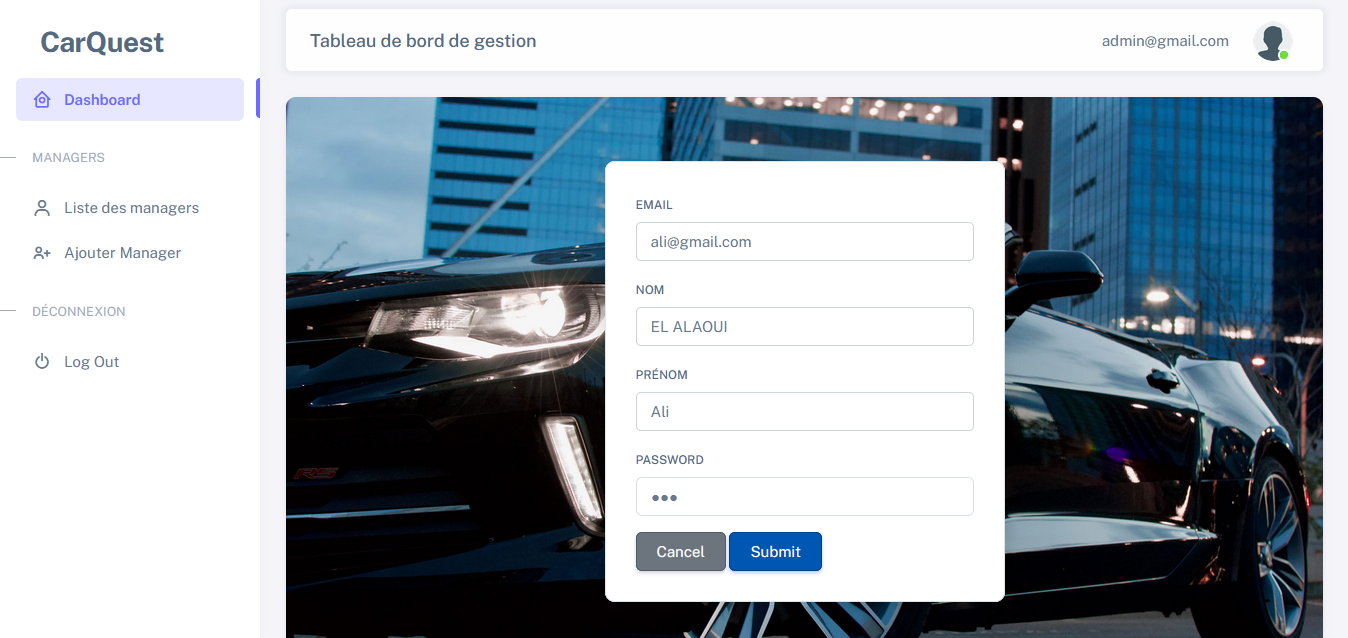 CarQuest
Dashboard
MANAGERS
Liste des managers
Ajouter Manager
DÉCONNEXION
Log Out
Tableau de bord de gestion
admin@gmail.com
EMAIL
ali@gmail.com
NOM
EL ALAOUI
PRÉNOM
Ali
PASSWORD
Cancel
Submit
RS